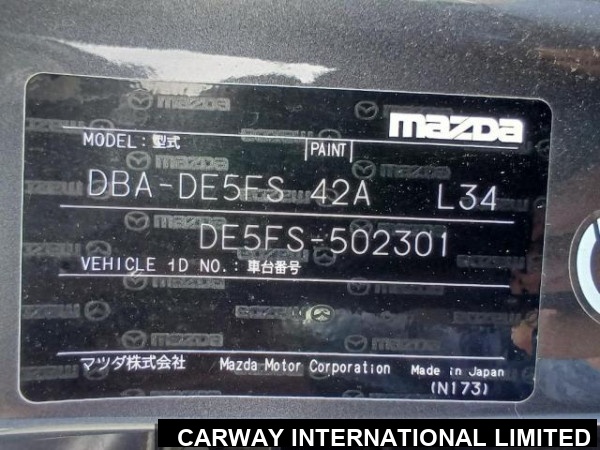 mazda
MODEL: 型式 PAINT
DBA-DE5FS 42A L34
DE5FS-502301
VEHICLE ID NO.: 車台番号
マツダ株式会社 Mazda Motor Corporation Made in Japan
(N173)
CARWAY INTERNATIONAL LIMITED